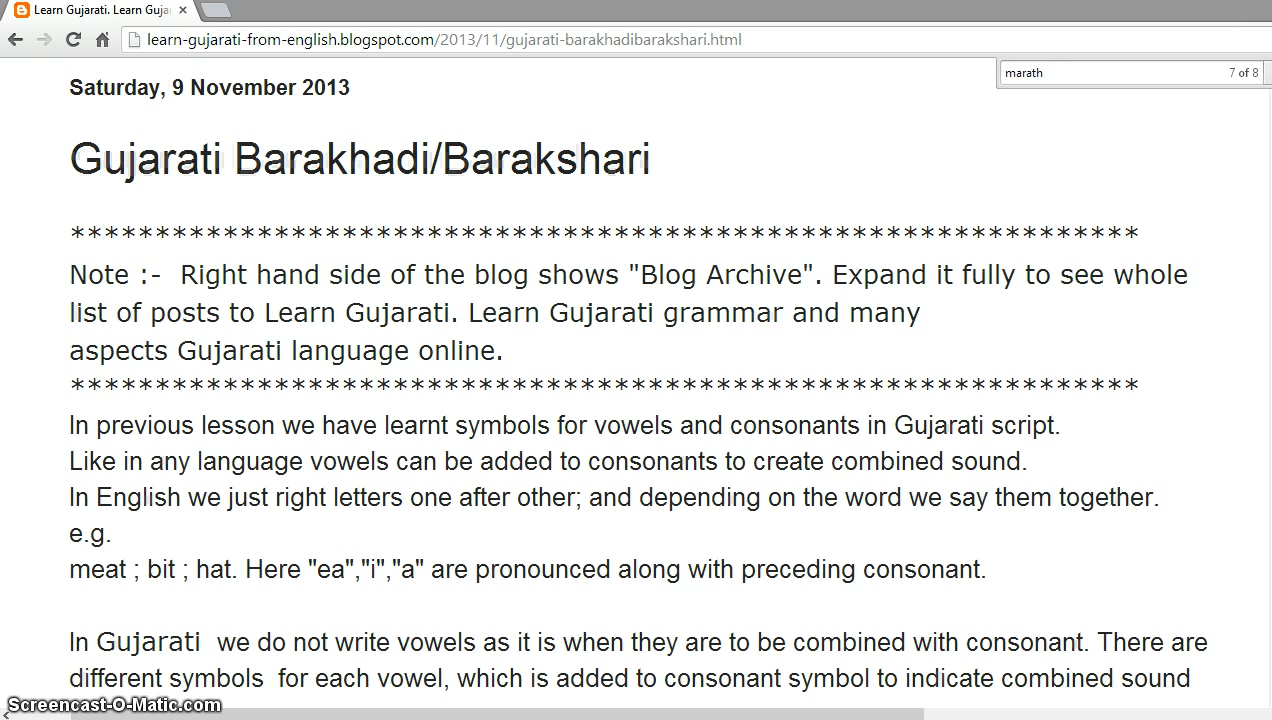 Learn Gujarati. Learn Guja
learn-gujarati-from-english.blogspot.com/2013/11/gujarati-barakhadibarakshari.html
marath 7 of 8
Saturday, 9 November 2013
Gujarati Barakhadi/Barakshari
***************************************************************
Note :-  Right hand side of the blog shows "Blog Archive". Expand it fully to see whole
list of posts to Learn Gujarati. Learn Gujarati grammar and many
aspects Gujarati language online.
***************************************************************
In previous lesson we have learnt symbols for vowels and consonants in Gujarati script.
Like in any language vowels can be added to consonants to create combined sound.
In English we just right letters one after other; and depending on the word we say them together.
e.g.
meat ; bit ; hat. Here "ea","i","a" are pronounced along with preceding consonant.
In Gujarati  we do not write vowels as it is when they are to be combined with consonant. There are
different symbols  for each vowel, which is added to consonant symbol to indicate combined sound
Screencast-O-Matic.com